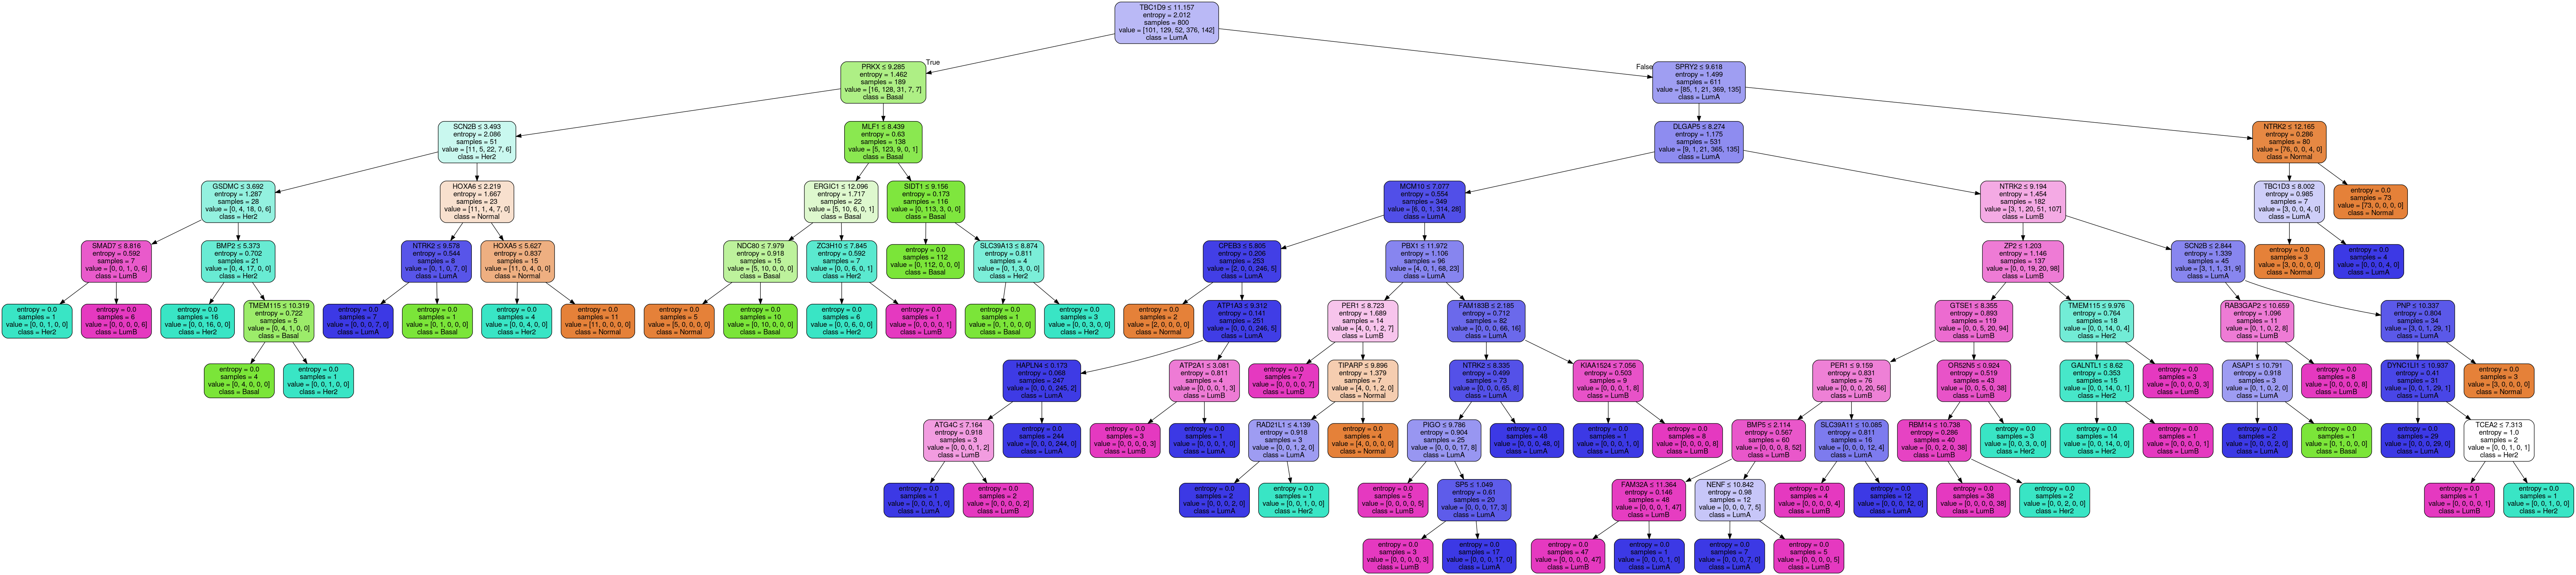 TBC1D9 ≤ 11.157
entropy = 2.012
samples = 800
value = [101, 129, 52, 376, 142]
class = LumA
True
False
PRKX ≤ 9.285
entropy = 1.462
samples = 189
value = [16, 128, 31, 7, 7]
class = Basal
SPRY2 ≤ 9.618
entropy = 1.499
samples = 611
value = [85, 1, 21, 369, 135]
class = LumA
SCN2B ≤ 3.493
entropy = 2.086
samples = 51
value = [11, 5, 22, 7, 6]
class = Her2
MLF1 ≤ 8.439
entropy = 0.63
samples = 138
value = [5, 123, 9, 0, 1]
class = Basal
DLGAP5 ≤ 8.274
entropy = 1.175
samples = 531
value = [9, 1, 21, 365, 135]
class = LumA
NTRK2 ≤ 12.165
entropy = 0.286
samples = 80
value = [76, 0, 0, 4, 0]
class = Normal
GSDMC ≤ 3.692
entropy = 1.287
samples = 28
value = [0, 4, 18, 0, 6]
class = Her2
HOXA6 ≤ 2.219
entropy = 1.667
samples = 23
value = [11, 1, 4, 7, 0]
class = Normal
ERGIC1 ≤ 12.096
entropy = 1.717
samples = 22
value = [5, 10, 6, 0, 1]
class = Basal
SIDT1 ≤ 9.156
entropy = 0.173
samples = 116
value = [0, 113, 3, 0, 0]
class = Basal
MCM10 ≤ 7.077
entropy = 0.554
samples = 349
value = [6, 0, 1, 314, 28]
class = LumA
NTRK2 ≤ 9.194
entropy = 1.454
samples = 182
value = [3, 1, 20, 51, 107]
class = LumB
TBC1D3 ≤ 8.002
entropy = 0.985
samples = 7
value = [3, 0, 0, 4, 0]
class = LumA
entropy = 0.0
samples = 73
value = [73, 0, 0, 0, 0]
class = Normal
SMAD7 ≤ 8.816
entropy = 0.592
samples = 7
value = [0, 0, 1, 0, 6]
class = LumB
BMP2 ≤ 5.373
entropy = 0.702
samples = 21
value = [0, 4, 17, 0, 0]
class = Her2
NTRK2 ≤ 9.578
entropy = 0.544
samples = 8
value = [0, 1, 0, 7, 0]
class = LumA
HOXA5 ≤ 5.627
entropy = 0.837
samples = 15
value = [11, 0, 4, 0, 0]
class = Normal
NDC80 ≤ 7.979
entropy = 0.918
samples = 15
value = [5, 10, 0, 0, 0]
class = Basal
ZC3H10 ≤ 7.845
entropy = 0.592
samples = 7
value = [0, 0, 6, 0, 1]
class = Her2
entropy = 0.0
samples = 112
value = [0, 112, 0, 0, 0]
class = Basal
SLC39A13 ≤ 8.874
entropy = 0.811
samples = 4
value = [0, 1, 3, 0, 0]
class = Her2
CPEB3 ≤ 5.805
entropy = 0.206
samples = 253
value = [2, 0, 0, 246, 5]
class = LumA
PBX1 ≤ 11.972
entropy = 1.106
samples = 96
value = [4, 0, 1, 68, 23]
class = LumA
ZP2 ≤ 1.203
entropy = 1.146
samples = 137
value = [0, 0, 19, 20, 98]
class = LumB
SCN2B ≤ 2.844
entropy = 1.339
samples = 45
value = [3, 1, 1, 31, 9]
class = LumA
entropy = 0.0
samples = 3
value = [3, 0, 0, 0, 0]
class = Normal
entropy = 0.0
samples = 4
value = [0, 0, 0, 4, 0]
class = LumA
entropy = 0.0
samples = 1
value = [0, 0, 1, 0, 0]
class = Her2
entropy = 0.0
samples = 6
value = [0, 0, 0, 0, 6]
class = LumB
entropy = 0.0
samples = 16
value = [0, 0, 16, 0, 0]
class = Her2
TMEM115 ≤ 10.319
entropy = 0.722
samples = 5
value = [0, 4, 1, 0, 0]
class = Basal
entropy = 0.0
samples = 7
value = [0, 0, 0, 7, 0]
class = LumA
entropy = 0.0
samples = 1
value = [0, 1, 0, 0, 0]
class = Basal
entropy = 0.0
samples = 4
value = [0, 0, 4, 0, 0]
class = Her2
entropy = 0.0
samples = 11
value = [11, 0, 0, 0, 0]
class = Normal
entropy = 0.0
samples = 5
value = [5, 0, 0, 0, 0]
class = Normal
entropy = 0.0
samples = 10
value = [0, 10, 0, 0, 0]
class = Basal
entropy = 0.0
samples = 6
value = [0, 0, 6, 0, 0]
class = Her2
entropy = 0.0
samples = 1
value = [0, 0, 0, 0, 1]
class = LumB
entropy = 0.0
samples = 1
value = [0, 1, 0, 0, 0]
class = Basal
entropy = 0.0
samples = 3
value = [0, 0, 3, 0, 0]
class = Her2
entropy = 0.0
samples = 2
value = [2, 0, 0, 0, 0]
class = Normal
ATP1A3 ≤ 9.312
entropy = 0.141
samples = 251
value = [0, 0, 0, 246, 5]
class = LumA
PER1 ≤ 8.723
entropy = 1.689
samples = 14
value = [4, 0, 1, 2, 7]
class = LumB
FAM183B ≤ 2.185
entropy = 0.712
samples = 82
value = [0, 0, 0, 66, 16]
class = LumA
GTSE1 ≤ 8.355
entropy = 0.893
samples = 119
value = [0, 0, 5, 20, 94]
class = LumB
TMEM115 ≤ 9.976
entropy = 0.764
samples = 18
value = [0, 0, 14, 0, 4]
class = Her2
RAB3GAP2 ≤ 10.659
entropy = 1.096
samples = 11
value = [0, 1, 0, 2, 8]
class = LumB
PNP ≤ 10.337
entropy = 0.804
samples = 34
value = [3, 0, 1, 29, 1]
class = LumA
entropy = 0.0
samples = 4
value = [0, 4, 0, 0, 0]
class = Basal
entropy = 0.0
samples = 1
value = [0, 0, 1, 0, 0]
class = Her2
HAPLN4 ≤ 0.173
entropy = 0.068
samples = 247
value = [0, 0, 0, 245, 2]
class = LumA
ATP2A1 ≤ 3.081
entropy = 0.811
samples = 4
value = [0, 0, 0, 1, 3]
class = LumB
entropy = 0.0
samples = 7
value = [0, 0, 0, 0, 7]
class = LumB
TIPARP ≤ 9.896
entropy = 1.379
samples = 7
value = [4, 0, 1, 2, 0]
class = Normal
NTRK2 ≤ 8.335
entropy = 0.499
samples = 73
value = [0, 0, 0, 65, 8]
class = LumA
KIAA1524 ≤ 7.056
entropy = 0.503
samples = 9
value = [0, 0, 0, 1, 8]
class = LumB
PER1 ≤ 9.159
entropy = 0.831
samples = 76
value = [0, 0, 0, 20, 56]
class = LumB
OR52N5 ≤ 0.924
entropy = 0.519
samples = 43
value = [0, 0, 5, 0, 38]
class = LumB
GALNTL1 ≤ 8.62
entropy = 0.353
samples = 15
value = [0, 0, 14, 0, 1]
class = Her2
entropy = 0.0
samples = 3
value = [0, 0, 0, 0, 3]
class = LumB
ASAP1 ≤ 10.791
entropy = 0.918
samples = 3
value = [0, 1, 0, 2, 0]
class = LumA
entropy = 0.0
samples = 8
value = [0, 0, 0, 0, 8]
class = LumB
DYNC1LI1 ≤ 10.937
entropy = 0.41
samples = 31
value = [0, 0, 1, 29, 1]
class = LumA
entropy = 0.0
samples = 3
value = [3, 0, 0, 0, 0]
class = Normal
ATG4C ≤ 7.164
entropy = 0.918
samples = 3
value = [0, 0, 0, 1, 2]
class = LumB
entropy = 0.0
samples = 244
value = [0, 0, 0, 244, 0]
class = LumA
entropy = 0.0
samples = 3
value = [0, 0, 0, 0, 3]
class = LumB
entropy = 0.0
samples = 1
value = [0, 0, 0, 1, 0]
class = LumA
RAD21L1 ≤ 4.139
entropy = 0.918
samples = 3
value = [0, 0, 1, 2, 0]
class = LumA
entropy = 0.0
samples = 4
value = [4, 0, 0, 0, 0]
class = Normal
PIGO ≤ 9.786
entropy = 0.904
samples = 25
value = [0, 0, 0, 17, 8]
class = LumA
entropy = 0.0
samples = 48
value = [0, 0, 0, 48, 0]
class = LumA
entropy = 0.0
samples = 1
value = [0, 0, 0, 1, 0]
class = LumA
entropy = 0.0
samples = 8
value = [0, 0, 0, 0, 8]
class = LumB
BMP5 ≤ 2.114
entropy = 0.567
samples = 60
value = [0, 0, 0, 8, 52]
class = LumB
SLC39A11 ≤ 10.085
entropy = 0.811
samples = 16
value = [0, 0, 0, 12, 4]
class = LumA
RBM14 ≤ 10.738
entropy = 0.286
samples = 40
value = [0, 0, 2, 0, 38]
class = LumB
entropy = 0.0
samples = 3
value = [0, 0, 3, 0, 0]
class = Her2
entropy = 0.0
samples = 14
value = [0, 0, 14, 0, 0]
class = Her2
entropy = 0.0
samples = 1
value = [0, 0, 0, 0, 1]
class = LumB
entropy = 0.0
samples = 2
value = [0, 0, 0, 2, 0]
class = LumA
entropy = 0.0
samples = 1
value = [0, 1, 0, 0, 0]
class = Basal
entropy = 0.0
samples = 29
value = [0, 0, 0, 29, 0]
class = LumA
TCEA2 ≤ 7.313
entropy = 1.0
samples = 2
value = [0, 0, 1, 0, 1]
class = Her2
entropy = 0.0
samples = 1
value = [0, 0, 0, 1, 0]
class = LumA
entropy = 0.0
samples = 2
value = [0, 0, 0, 0, 2]
class = LumB
entropy = 0.0
samples = 2
value = [0, 0, 0, 2, 0]
class = LumA
entropy = 0.0
samples = 1
value = [0, 0, 1, 0, 0]
class = Her2
entropy = 0.0
samples = 5
value = [0, 0, 0, 0, 5]
class = LumB
SP5 ≤ 1.049
entropy = 0.61
samples = 20
value = [0, 0, 0, 17, 3]
class = LumA
FAM32A ≤ 11.364
entropy = 0.146
samples = 48
value = [0, 0, 0, 1, 47]
class = LumB
NENF ≤ 10.842
entropy = 0.98
samples = 12
value = [0, 0, 0, 7, 5]
class = LumA
entropy = 0.0
samples = 4
value = [0, 0, 0, 0, 4]
class = LumB
entropy = 0.0
samples = 12
value = [0, 0, 0, 12, 0]
class = LumA
entropy = 0.0
samples = 38
value = [0, 0, 0, 0, 38]
class = LumB
entropy = 0.0
samples = 2
value = [0, 0, 2, 0, 0]
class = Her2
entropy = 0.0
samples = 1
value = [0, 0, 0, 0, 1]
class = LumB
entropy = 0.0
samples = 1
value = [0, 0, 1, 0, 0]
class = Her2
entropy = 0.0
samples = 3
value = [0, 0, 0, 0, 3]
class = LumB
entropy = 0.0
samples = 17
value = [0, 0, 0, 17, 0]
class = LumA
entropy = 0.0
samples = 47
value = [0, 0, 0, 0, 47]
class = LumB
entropy = 0.0
samples = 1
value = [0, 0, 0, 1, 0]
class = LumA
entropy = 0.0
samples = 7
value = [0, 0, 0, 7, 0]
class = LumA
entropy = 0.0
samples = 5
value = [0, 0, 0, 0, 5]
class = LumB